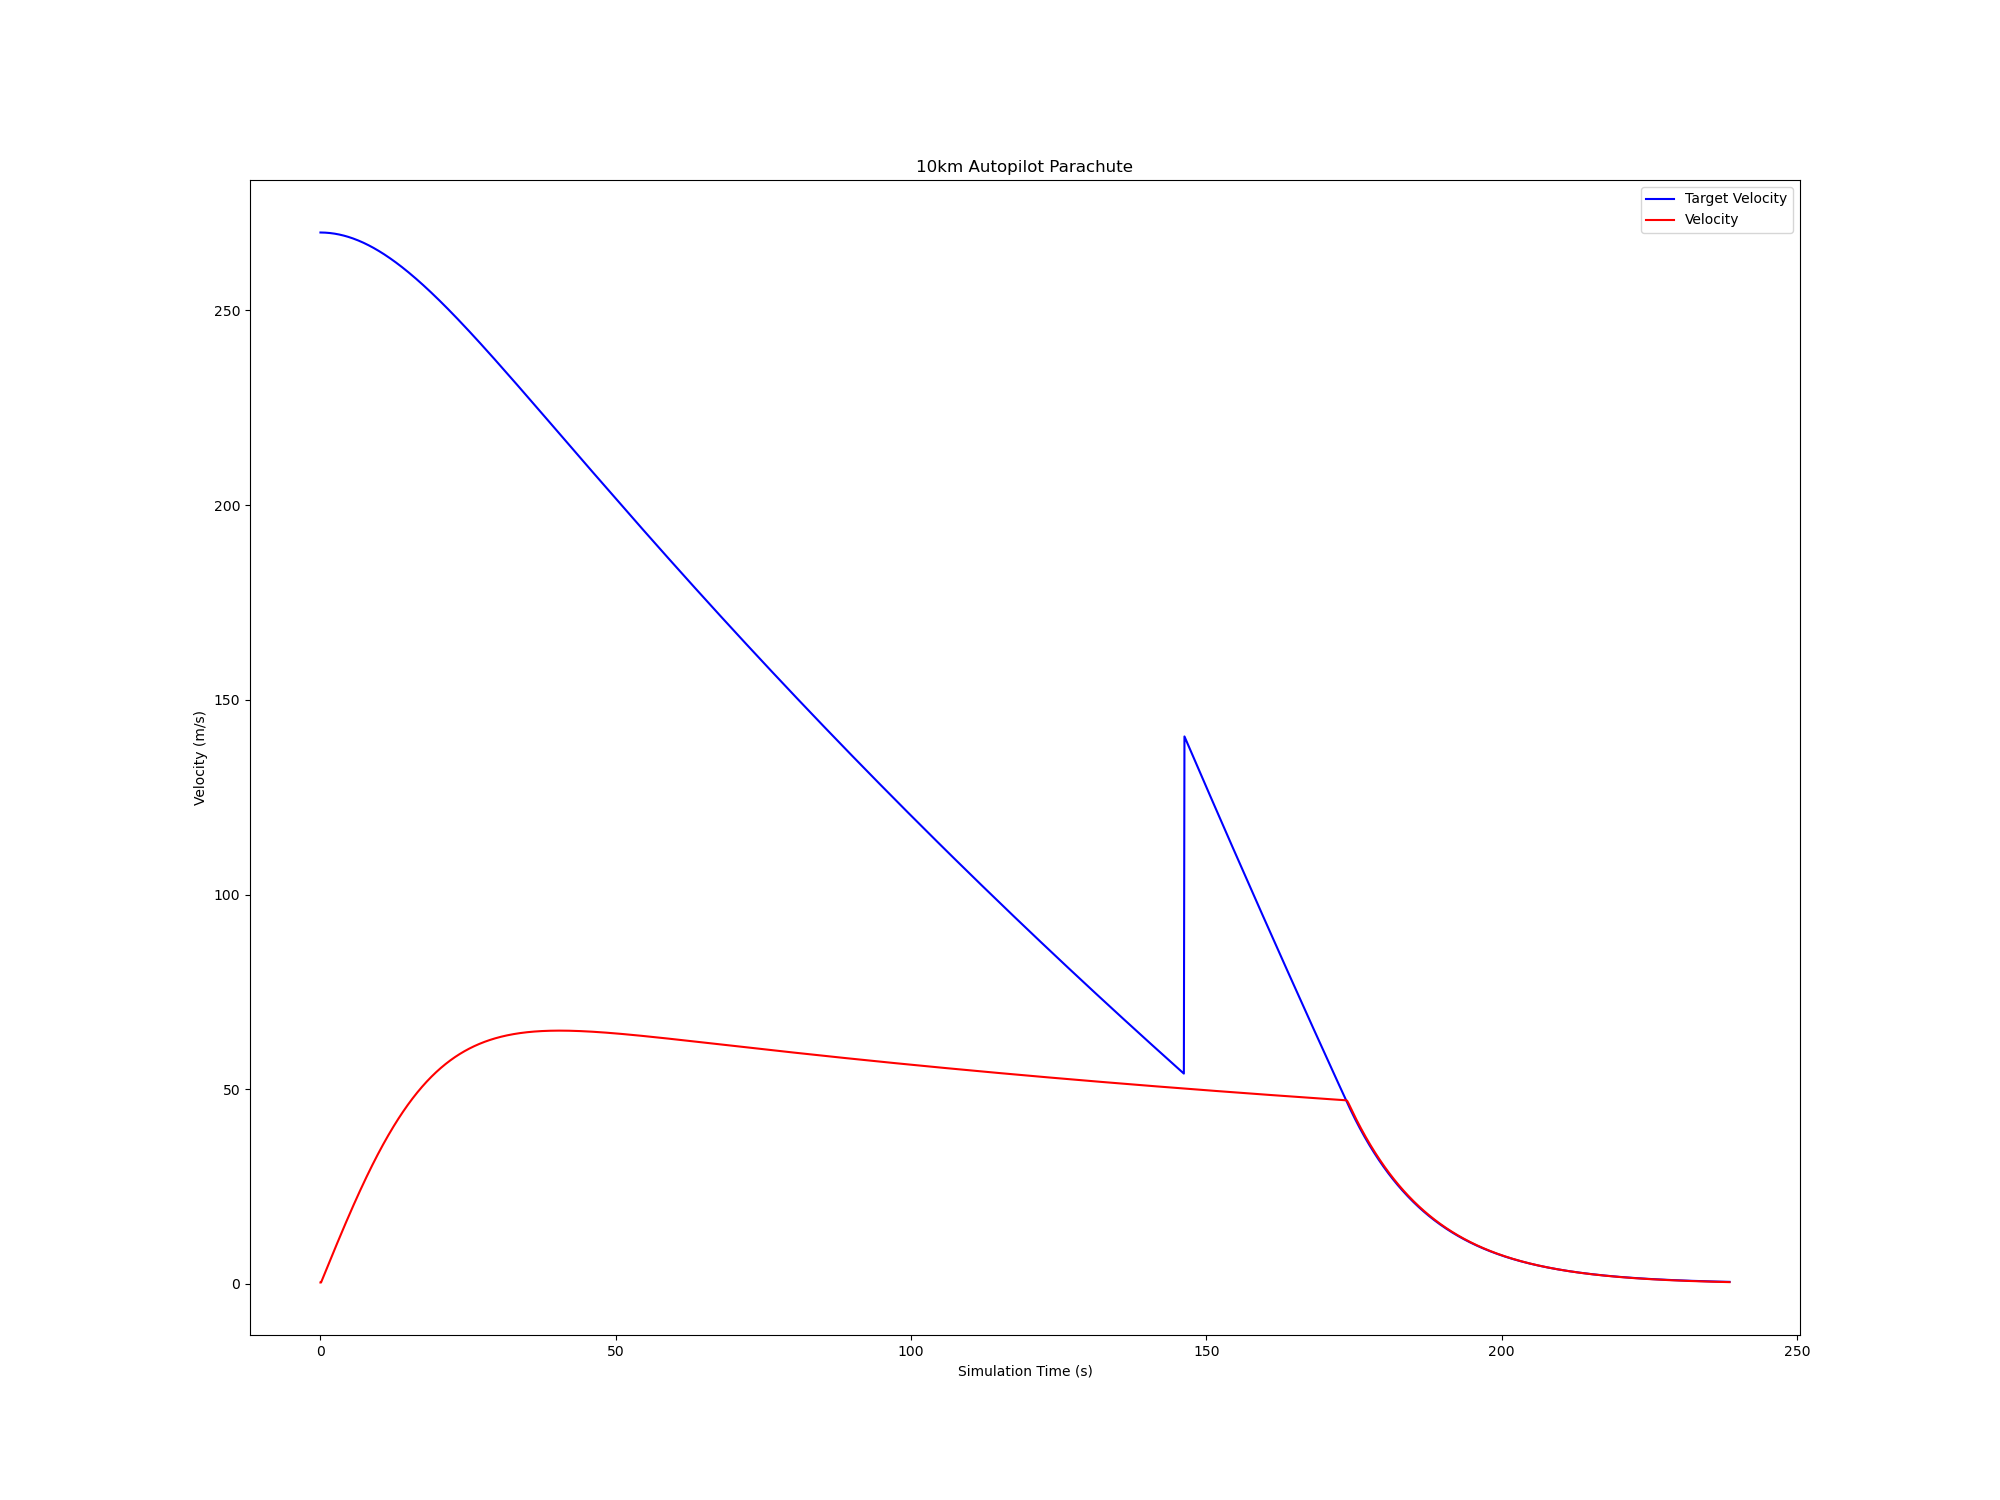 10km Autopilot Parachute
Target Velocity
Velocity
Velocity (m/s)
250
200
150
100
50
0
0 50 100 150 200 250
Simulation Time (s)